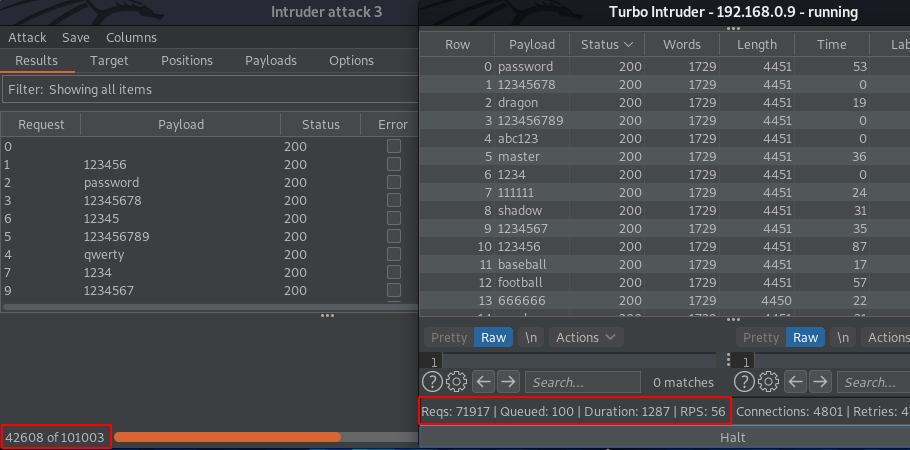 Intruder attack 3
Attack Save Columns
Results Target Positions Payloads Options
Filter: Showing all items
Request Payload Status Error
0 200
1 123456 200
2 password 200
3 12345678 200
6 12345 200
5 123456789 200
4 qwerty 200
7 1234 200
9 1234567 200
42608 of 101003
Turbo Intruder - 192.168.0.9 - running
Row Payload Status Words Length Time
0 password 200 1729 4451 53
1 12345678 200 1729 4451 0
2 dragon 200 1729 4451 19
3 123456789 200 1729 4451 0
4 abc123 200 1729 4451 0
5 master 200 1729 4451 36
6 1234 200 1729 4451 0
7 111111 200 1729 4451 24
8 shadow 200 1729 4451 31
9 1234567 200 1729 4451 35
10 123456 200 1729 4451 87
11 baseball 200 1729 4451 17
12 football 200 1729 4451 57
13 666666 200 1729 4450 22
Pretty Raw \n Actions Pretty Raw \n Actions
1 1
? Search... 0 matches ? Search...
Reqs: 71917 | Queued: 100 | Duration: 1287 | RPS: 56 Connections: 4801 | Retries:
Halt